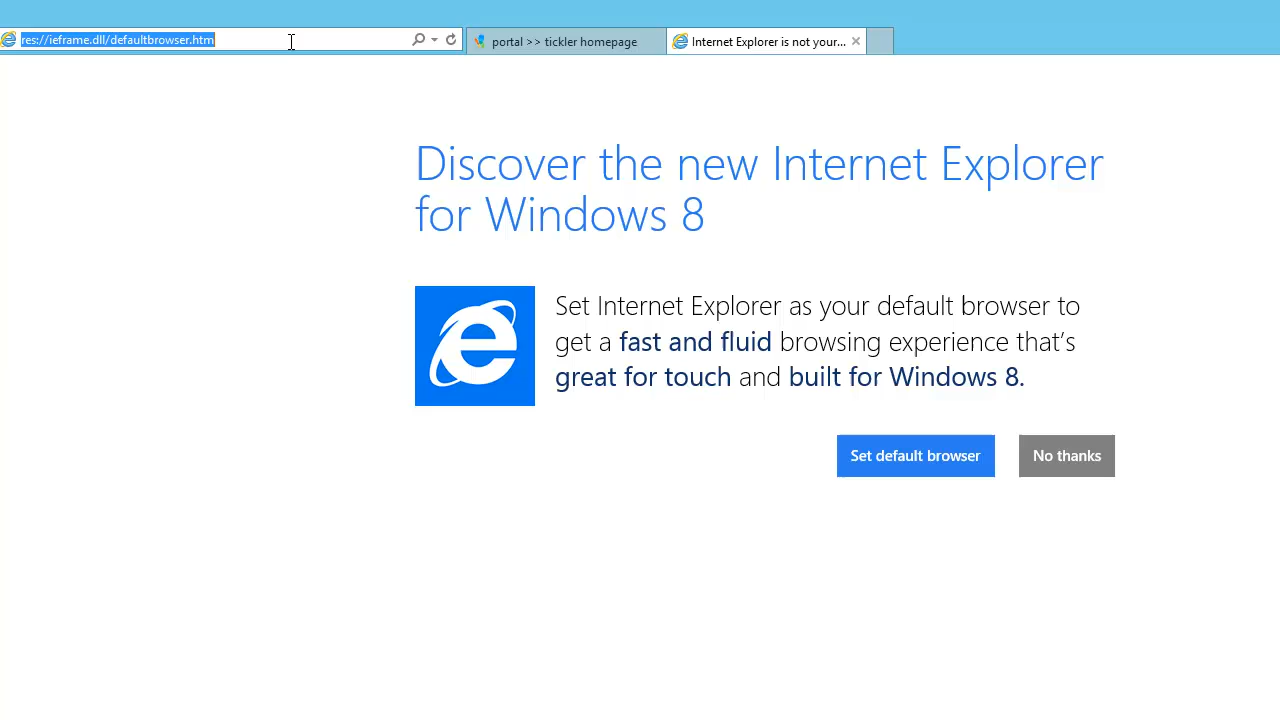 res://ieframe.dll/defaultbrowser.htm
portal >> tickler homepage
Internet Explorer is not your...
Discover the new Internet Explorer
for Windows 8
Set Internet Explorer as your default browser to
get a fast and fluid browsing experience that’s
great for touch and built for Windows 8.
Set default browser
No thanks